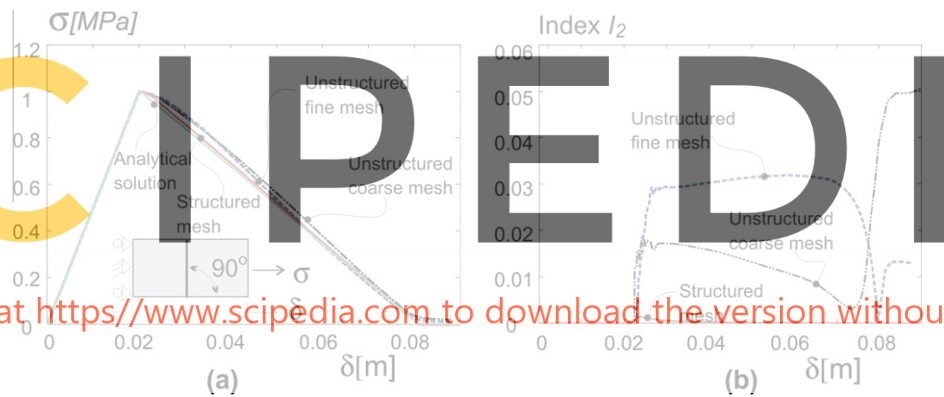 σ[MPa]
1.2
1
0.8
0.6
0.4
0.2
0
0
0.02
0.04
0.06
0.08
δ[m]
Unstructured
fine mesh
Analytical
solution
Unstructured
coarse mesh
Structured
mesh
90°
σ
δ
(a)
Index I2
0.06
0.05
0.04
0.03
0.02
0.01
0
0
0.02
0.04
0.06
0.08
δ[m]
Unstructured
fine mesh
Unstructured
coarse mesh
Structured
mesh
(b)
CIPEDI
at https//www.scipedia.com to download the version withou